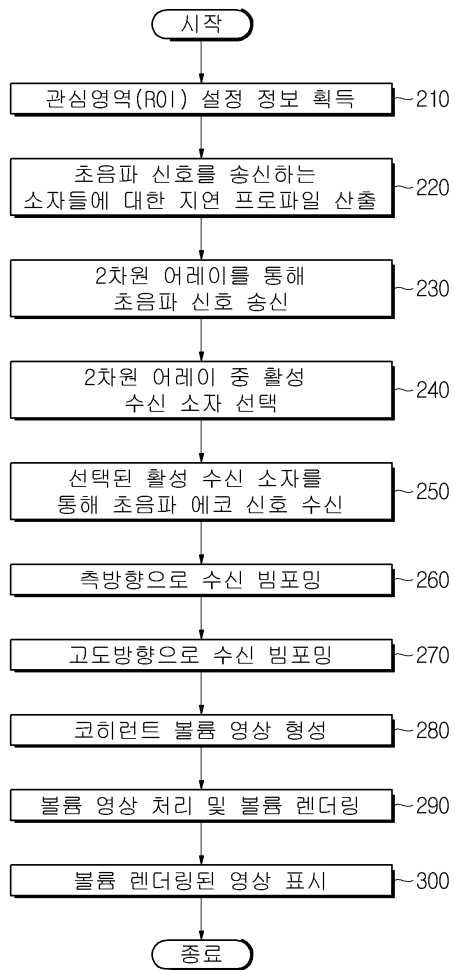 시작
관심영역(ROI) 설정 정보 획득
210
초음파 신호를 송신하는
소자들에 대한 지연 프로파일 산출
220
2차원 어레이를 통해
초음파 신호 송신
230
2차원 어레이 중 활성
수신 소자 선택
240
선택된 활성 수신 소자를
통해 초음파 에코 신호 수신
250
측방향으로 수신 빔포밍
260
고도방향으로 수신 빔포밍
270
코히런트 볼륨 영상 형성
280
볼륨 영상 처리 및 볼륨 렌더링
290
볼륨 렌더링된 영상 표시
300
종료